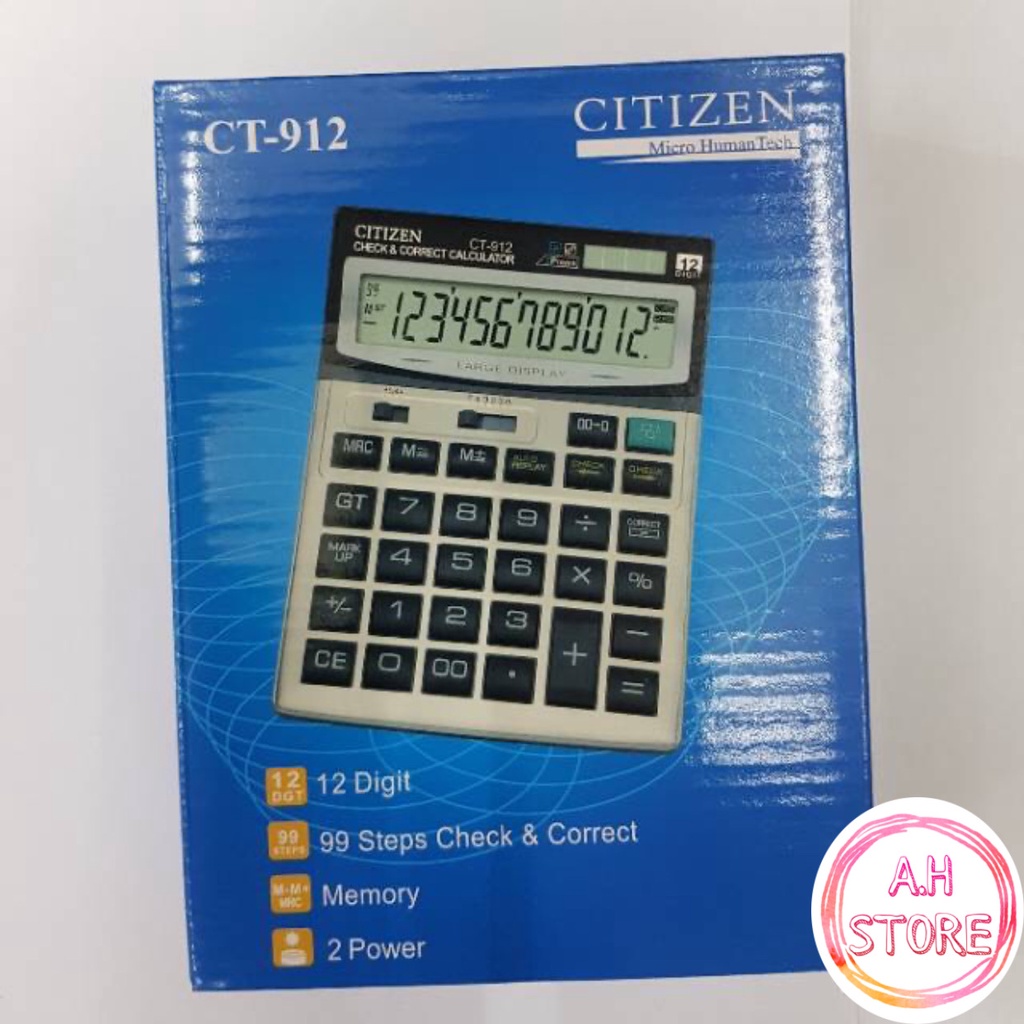 CT-912
CITIZEN
Micro HumanTech
CITIZEN
CHECK & CORRECT CALCULATOR
CT-912
12
DIGIT
123456789012.
LARGE DISPLAY
00→0
MRC M= M± AUTO REPLAY CHECK CHECK
GT 7 8 9 ÷ CORRECT
MARK UP 4 5 6 × %
+/− 1 2 3 + −
CE 0 00 . =
12 DGT 12 Digit
99 STEPS 99 Steps Check & Correct
M-M+ MRC Memory
2 Power
A.H
STORE